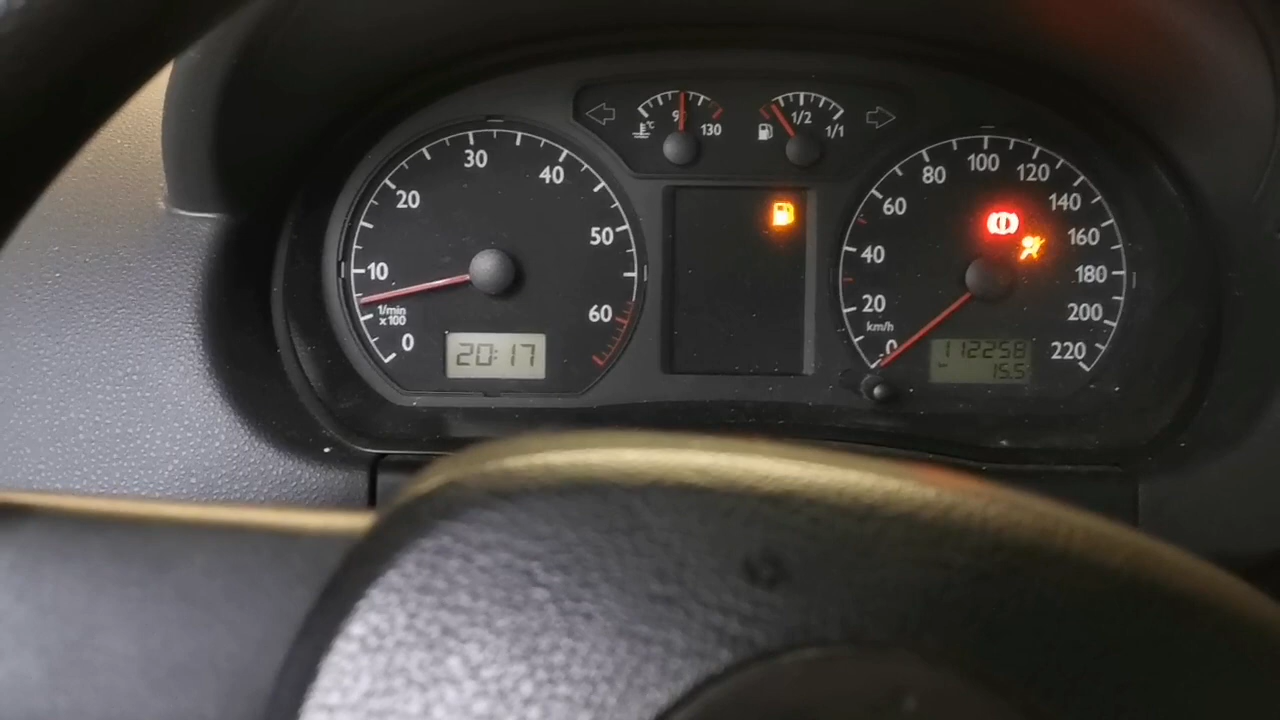 90 130
1/2 1/1
0 10 20 30 40 50 60
1/min
x100
20:17
0 20 40 60 80 100 120 140 160 180 200 220
km/h
112258
15.5